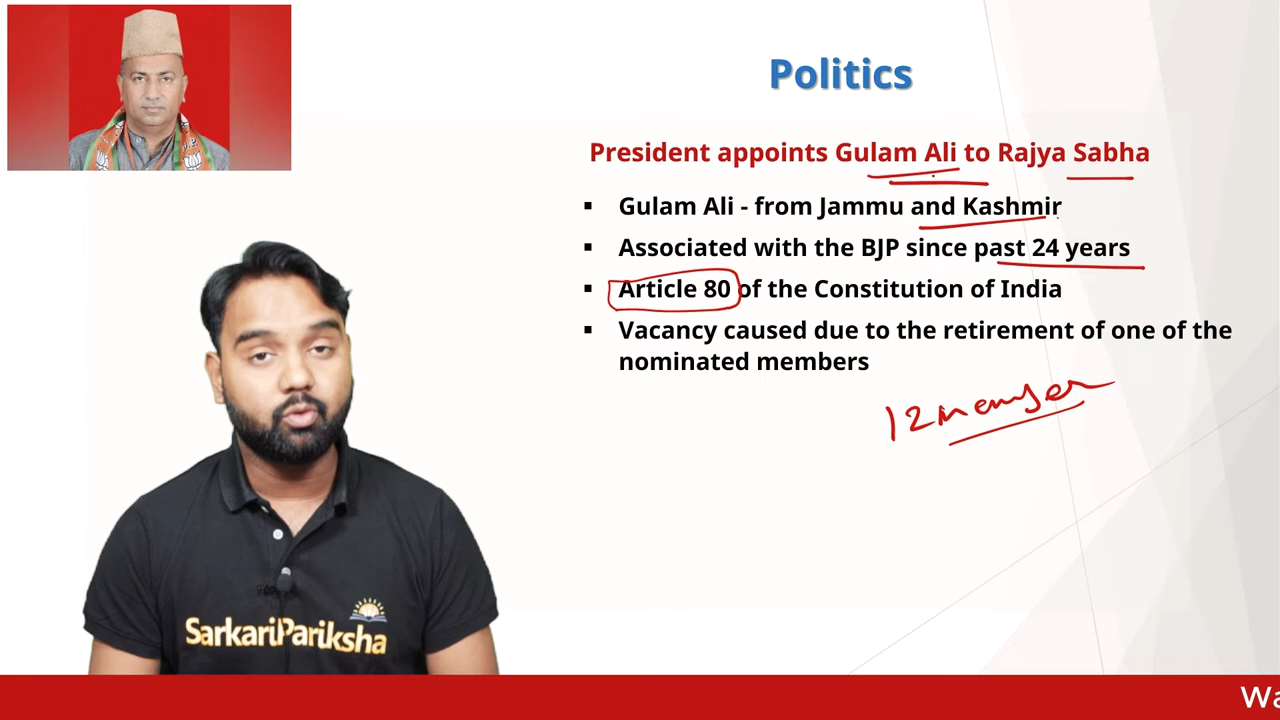 Politics
President appoints Gulam Ali to Rajya Sabha
▪ Gulam Ali - from Jammu and Kashmir
▪ Associated with the BJP since past 24 years
▪ Article 80 of the Constitution of India
▪ Vacancy caused due to the retirement of one of the
nominated members
12 member
SarkariPariksha
Wa